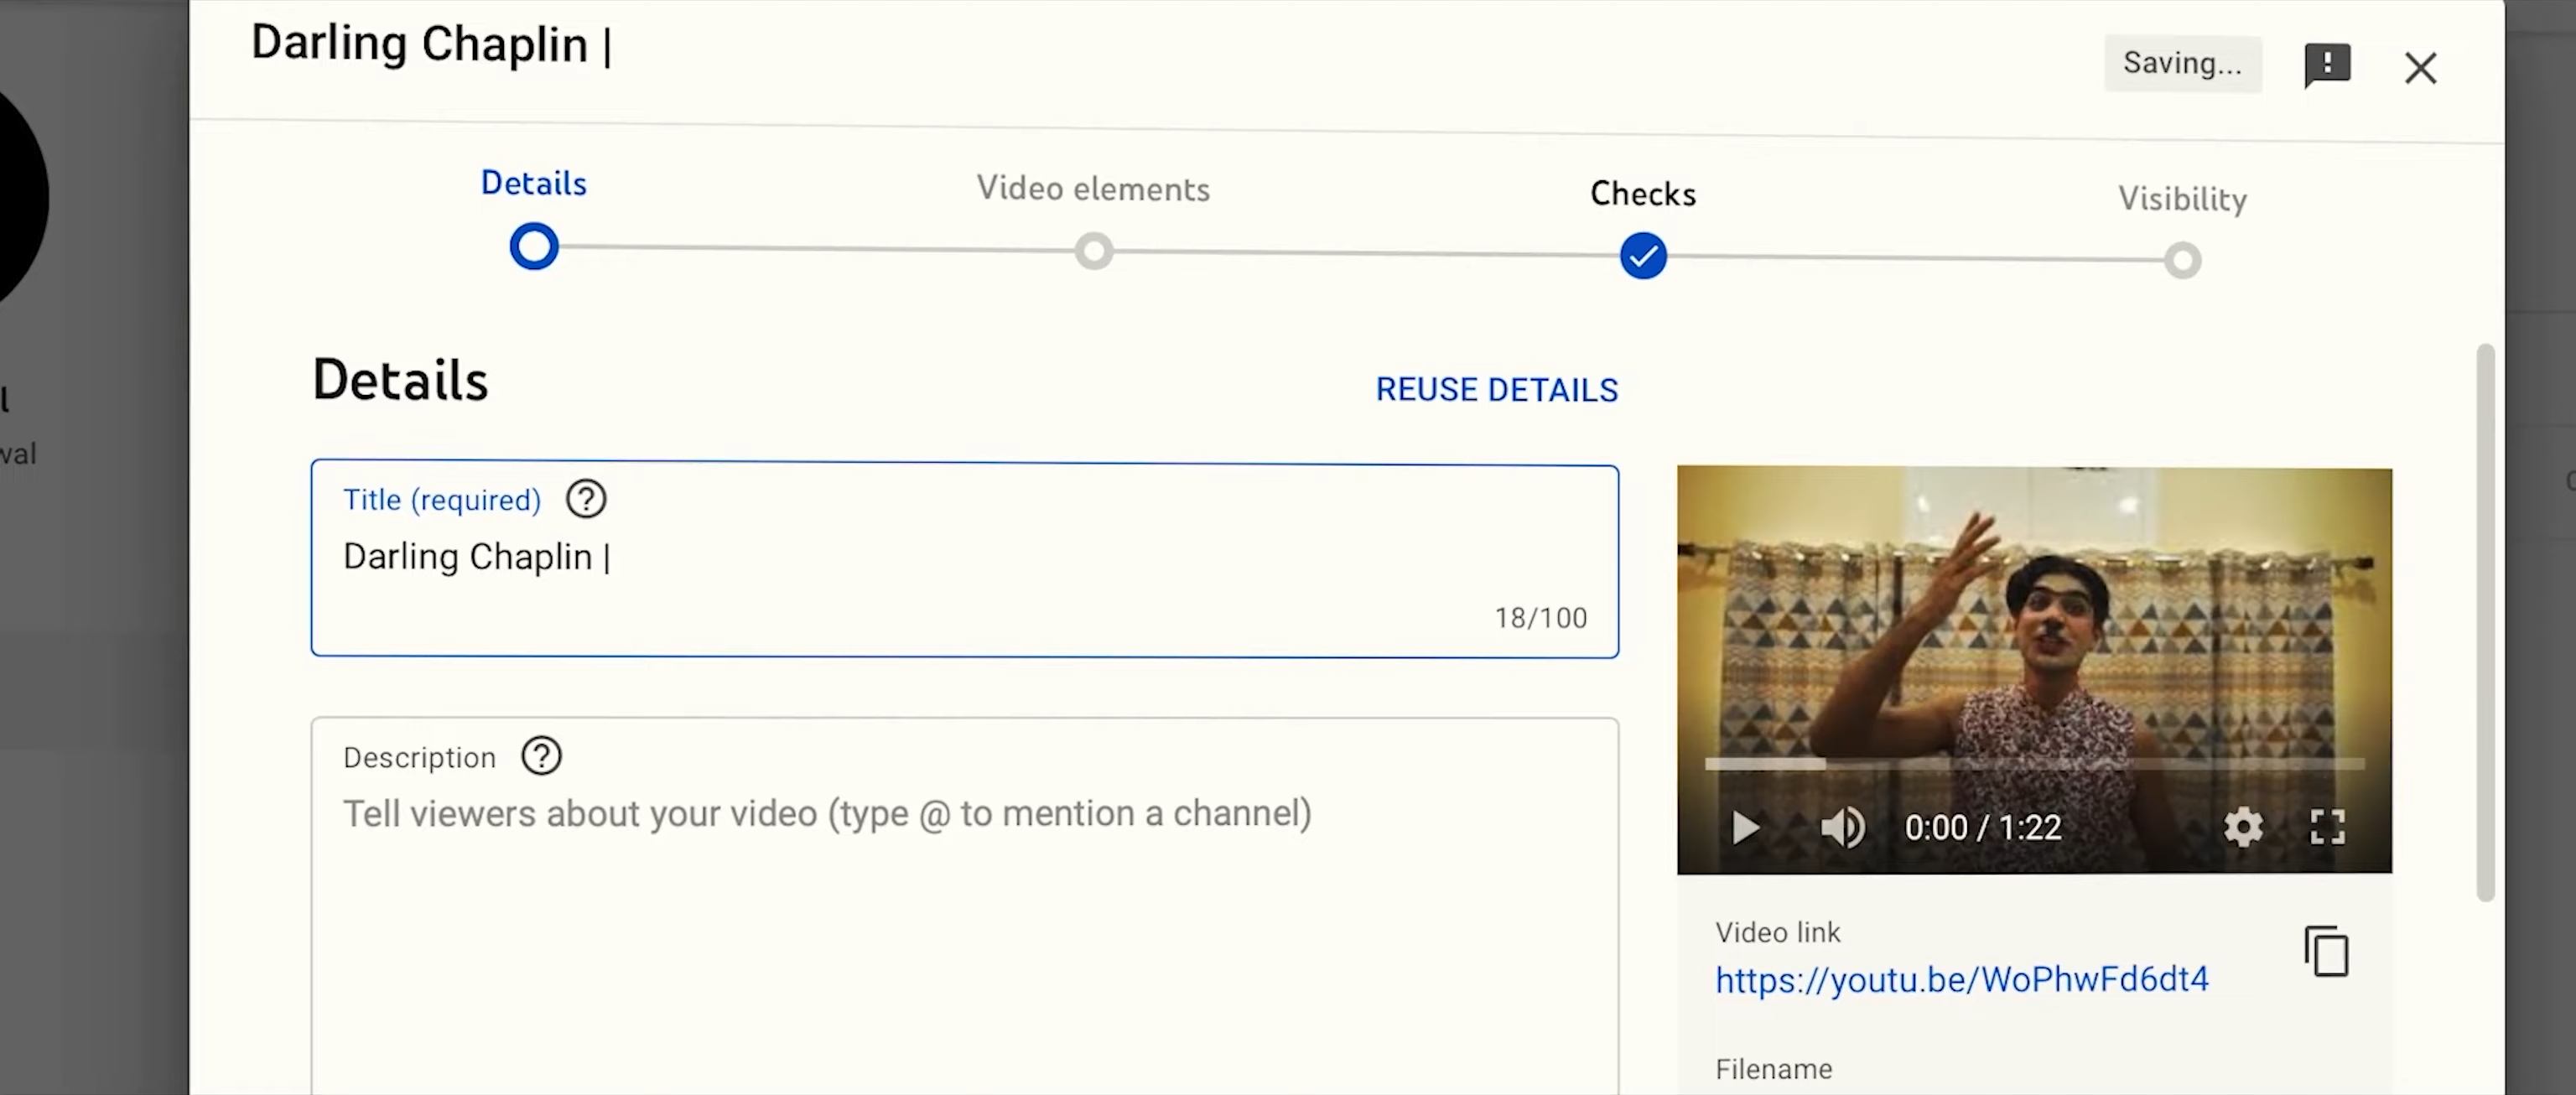 Darling Chaplin |
Saving...
Details
Video elements
Checks
Visibility
Details
REUSE DETAILS
Title (required)
Darling Chaplin |
18/100
Description
Tell viewers about your video (type @ to mention a channel)
0:00 / 1:22
Video link
https://youtu.be/WoPhwFd6dt4
Filename
wal